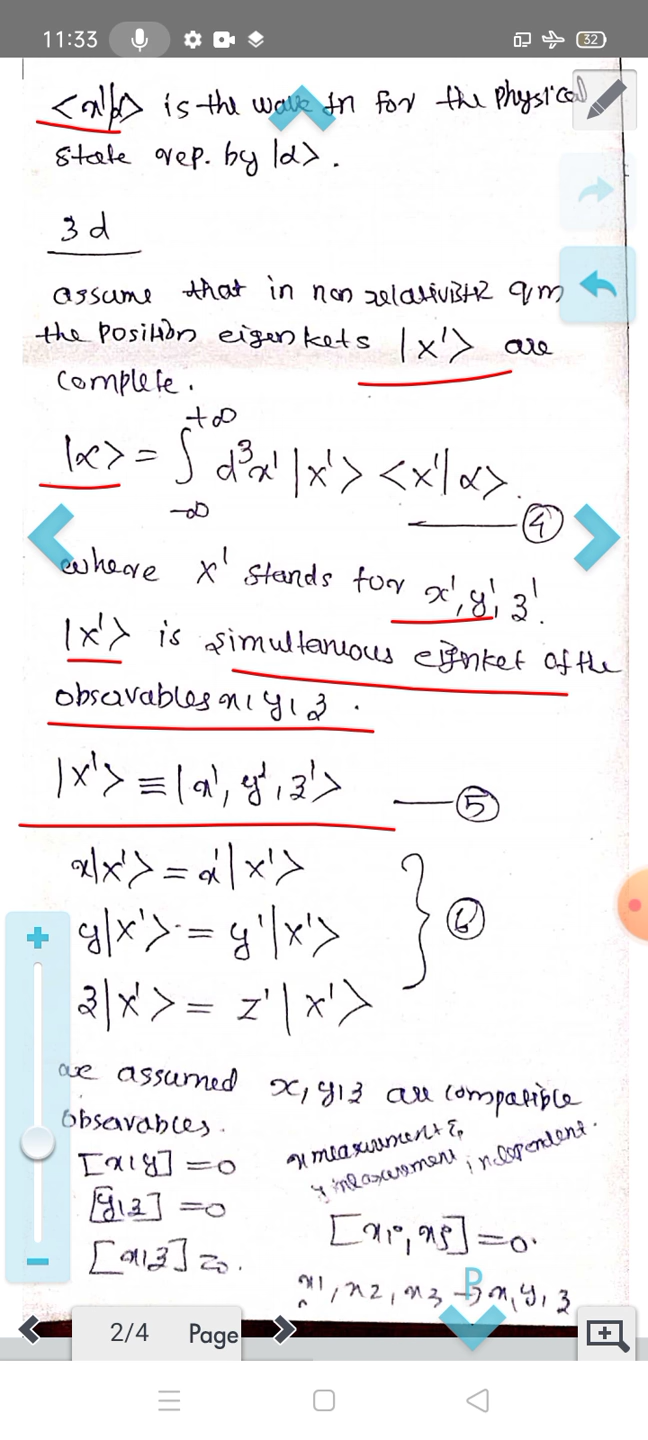 11:33
32
<x'|α> is the wave fn for the physical
state rep. by |α>.
3d
assume that in non relativistic q/m
the position eigenkets |x'> are
complete.
|α> = ∫₋∞^+∞ d³x' |x'> <x'|α>. ④
where x' stands for x', y', z'.
|x'> is simultaneous eigenket of the
observables x, y, z.
|x'> ≡ |x', y', z'> ⑤
x|x'> = x'|x'>
y|x'> = y'|x'> } ⑥
z|x'> = z'|x'>
we assumed x, y, z are compatible
observables.
[x, y] = 0
x measurement &
y measurement independent.
[y, z] = 0
[xi, xj] = 0.
[x, z] = 0.
x1, x2, x3 → x, y, z
2/4
Page